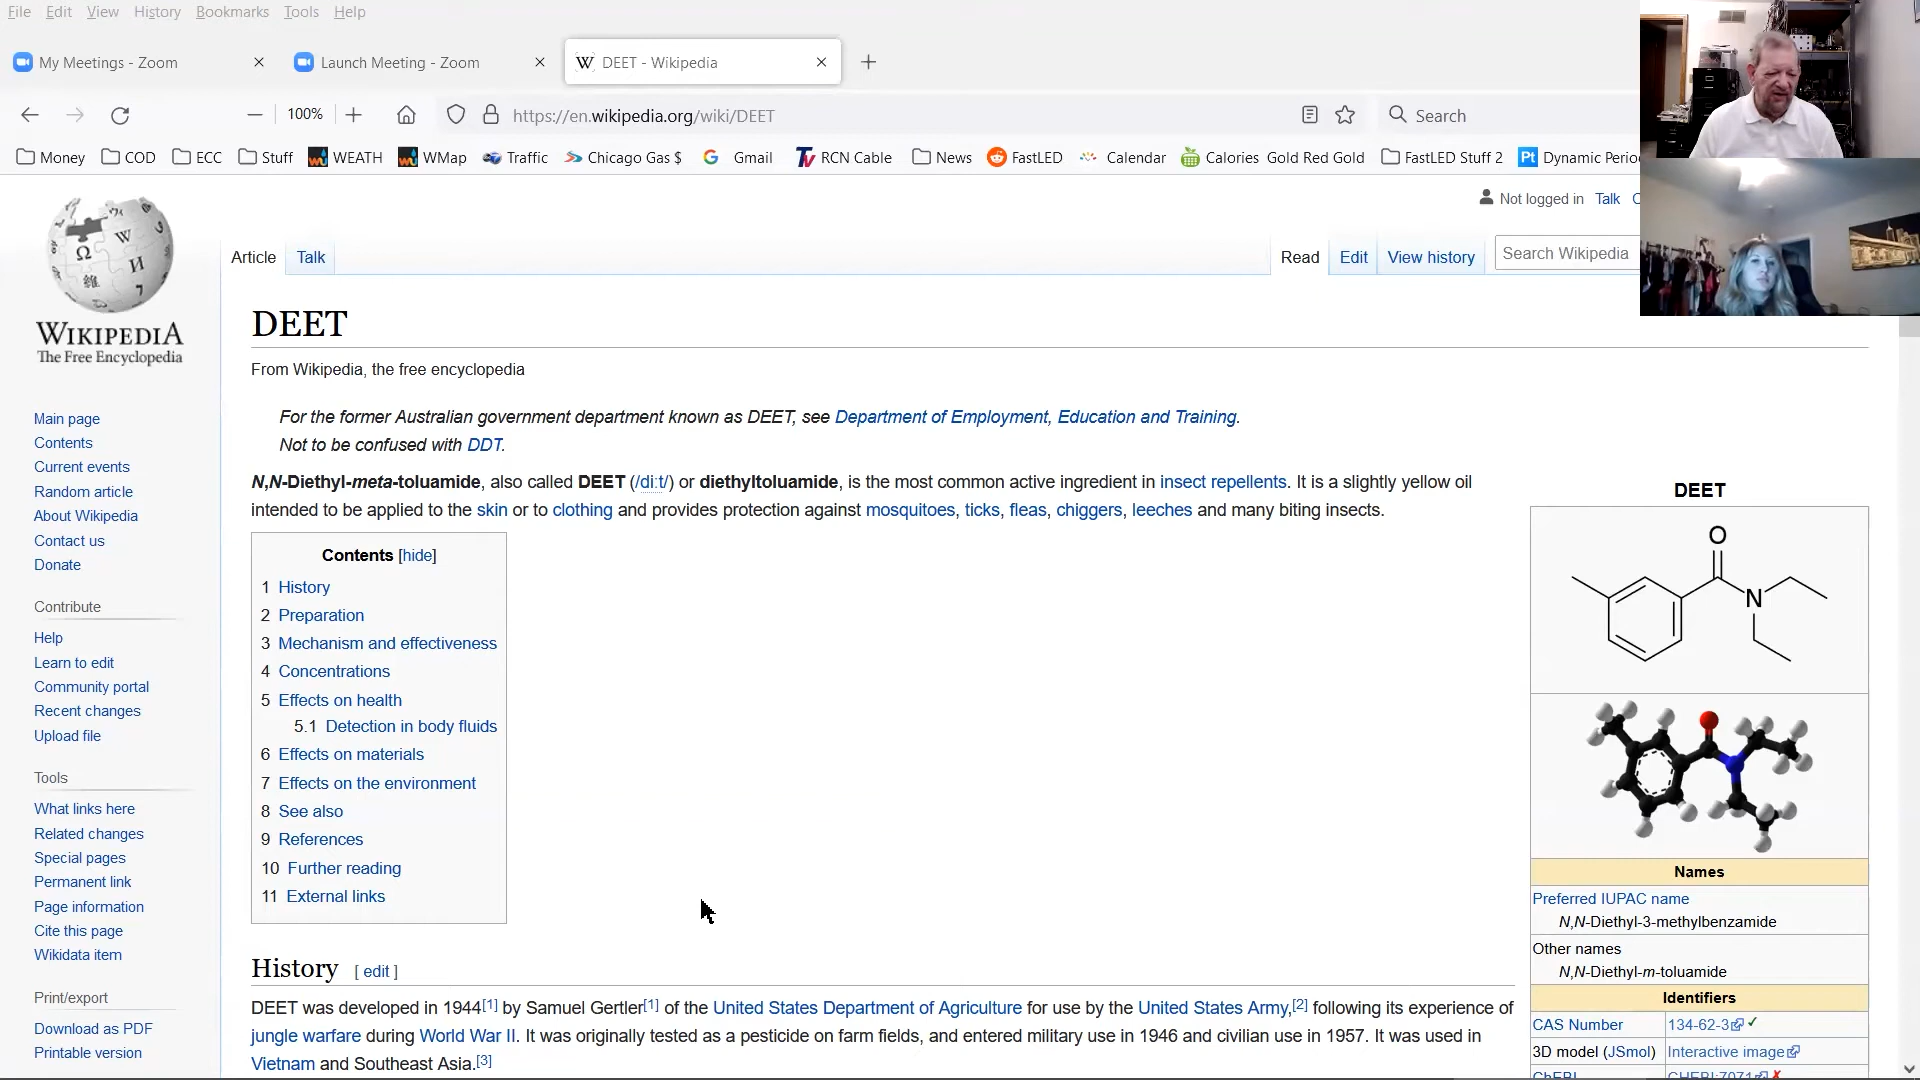 File Edit View History Bookmarks Tools Help
My Meetings - Zoom
Launch Meeting - Zoom
DEET - Wikipedia
100%
https://en.wikipedia.org/wiki/DEET
Search
Money COD ECC Stuff WEATH WMap Traffic Chicago Gas $ Gmail RCN Cable News FastLED Calendar Calories Gold Red Gold FastLED Stuff 2 Dynamic Perio
Not logged in Talk C
Article Talk
Read Edit View history
Search Wikipedia
WIKIPEDIA
The Free Encyclopedia
Main page
Contents
Current events
Random article
About Wikipedia
Contact us
Donate
Contribute
Help
Learn to edit
Community portal
Recent changes
Upload file
Tools
What links here
Related changes
Special pages
Permanent link
Page information
Cite this page
Wikidata item
Print/export
Download as PDF
Printable version
DEET
From Wikipedia, the free encyclopedia
For the former Australian government department known as DEET, see Department of Employment, Education and Training.
Not to be confused with DDT.
N,N-Diethyl-meta-toluamide, also called DEET (/diːt/) or diethyltoluamide, is the most common active ingredient in insect repellents. It is a slightly yellow oil
intended to be applied to the skin or to clothing and provides protection against mosquitoes, ticks, fleas, chiggers, leeches and many biting insects.
Contents [hide]
1 History
2 Preparation
3 Mechanism and effectiveness
4 Concentrations
5 Effects on health
5.1 Detection in body fluids
6 Effects on materials
7 Effects on the environment
8 See also
9 References
10 Further reading
11 External links
History [ edit ]
DEET was developed in 1944[1] by Samuel Gertler[1] of the United States Department of Agriculture for use by the United States Army,[2] following its experience of
jungle warfare during World War II. It was originally tested as a pesticide on farm fields, and entered military use in 1946 and civilian use in 1957. It was used in
Vietnam and Southeast Asia.[3]
DEET
O
N
Names
Preferred IUPAC name
N,N-Diethyl-3-methylbenzamide
Other names
N,N-Diethyl-m-toluamide
Identifiers
CAS Number 134-62-3 ✓
3D model (JSmol) Interactive image
ChEBI CHEBI:7071 ✗